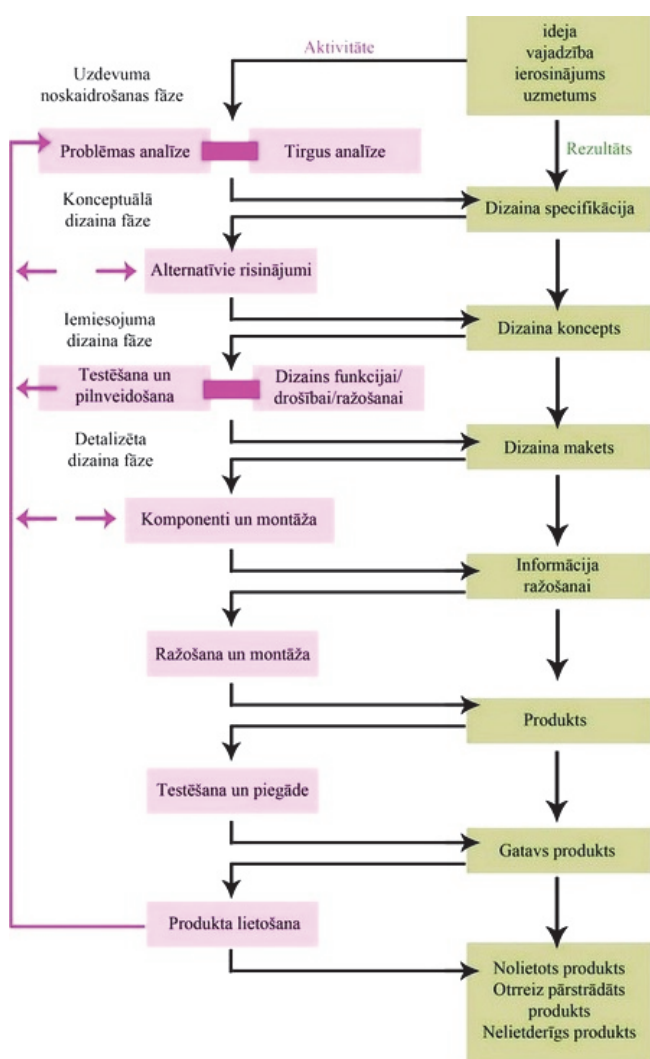 Aktivitāte
ideja
vajadzība
ierosinājums
uzmetums
Uzdevuma
noskaidrošanas fāze
Rezultāts
Problēmas analīze
Tirgus analīze
Konceptuālā
dizaina fāze
Dizaina specifikācija
Alternatīvie risinājumi
Iemiesojuma
dizaina fāze
Dizaina koncepts
Testēšana un
pilnveidošana
Dizains funkcijai/
drošībai/ražošanai
Detalizēta
dizaina fāze
Dizaina makets
Komponenti un montāža
Informācija
ražošanai
Ražošana un montāža
Produkts
Testēšana un piegāde
Gatavs produkts
Produkta lietošana
Nolietots produkts
Otrreiz pārstrādāts
produkts
Nelietderīgs produkts